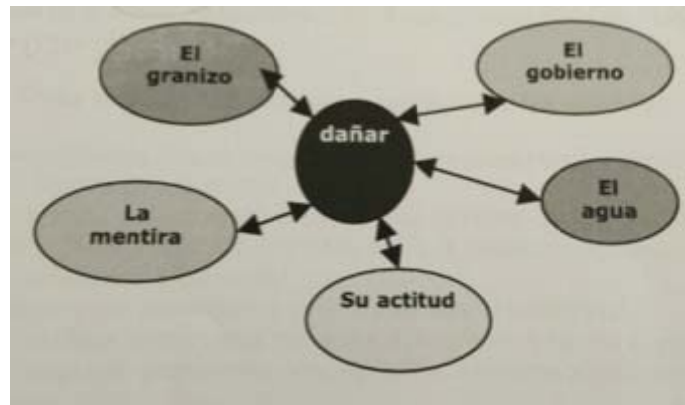 El
granizo
El
gobierno
dañar
El
agua
La
mentira
Su actitud